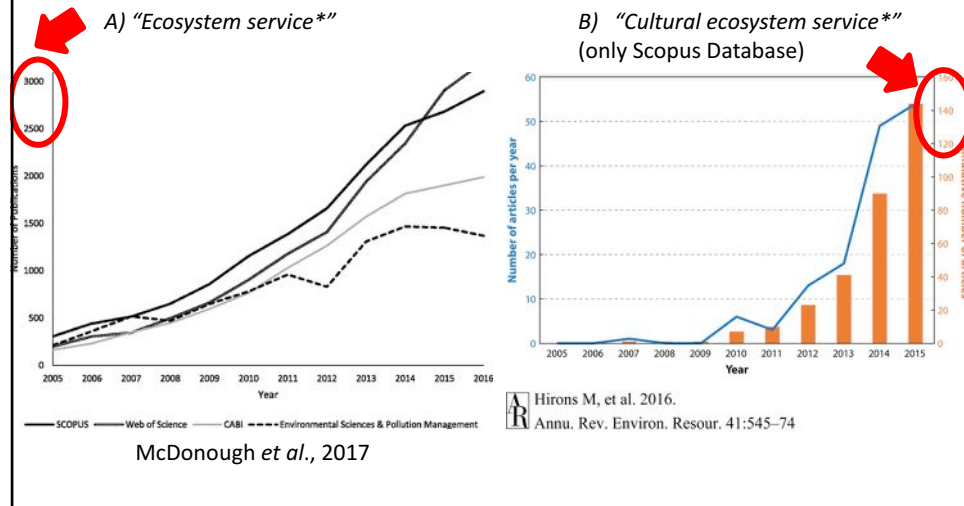 A) “Ecosystem service*”
3000
2500
2000
1500
1000
500
0
Number of Publications
2005 2006 2007 2008 2009 2010 2011 2012 2013 2014 2015 2016
Year
SCOPUS Web of Science CABI Environmental Sciences & Pollution Management
McDonough et al., 2017
B) “Cultural ecosystem service*”
(only Scopus Database)
60
50
40
30
20
10
0
Number of articles per year
160
140
120
100
80
60
40
20
0
2005 2006 2007 2008 2009 2010 2011 2012 2013 2014 2015
Year
AR
Hirons M, et al. 2016.
Annu. Rev. Environ. Resour. 41:545–74